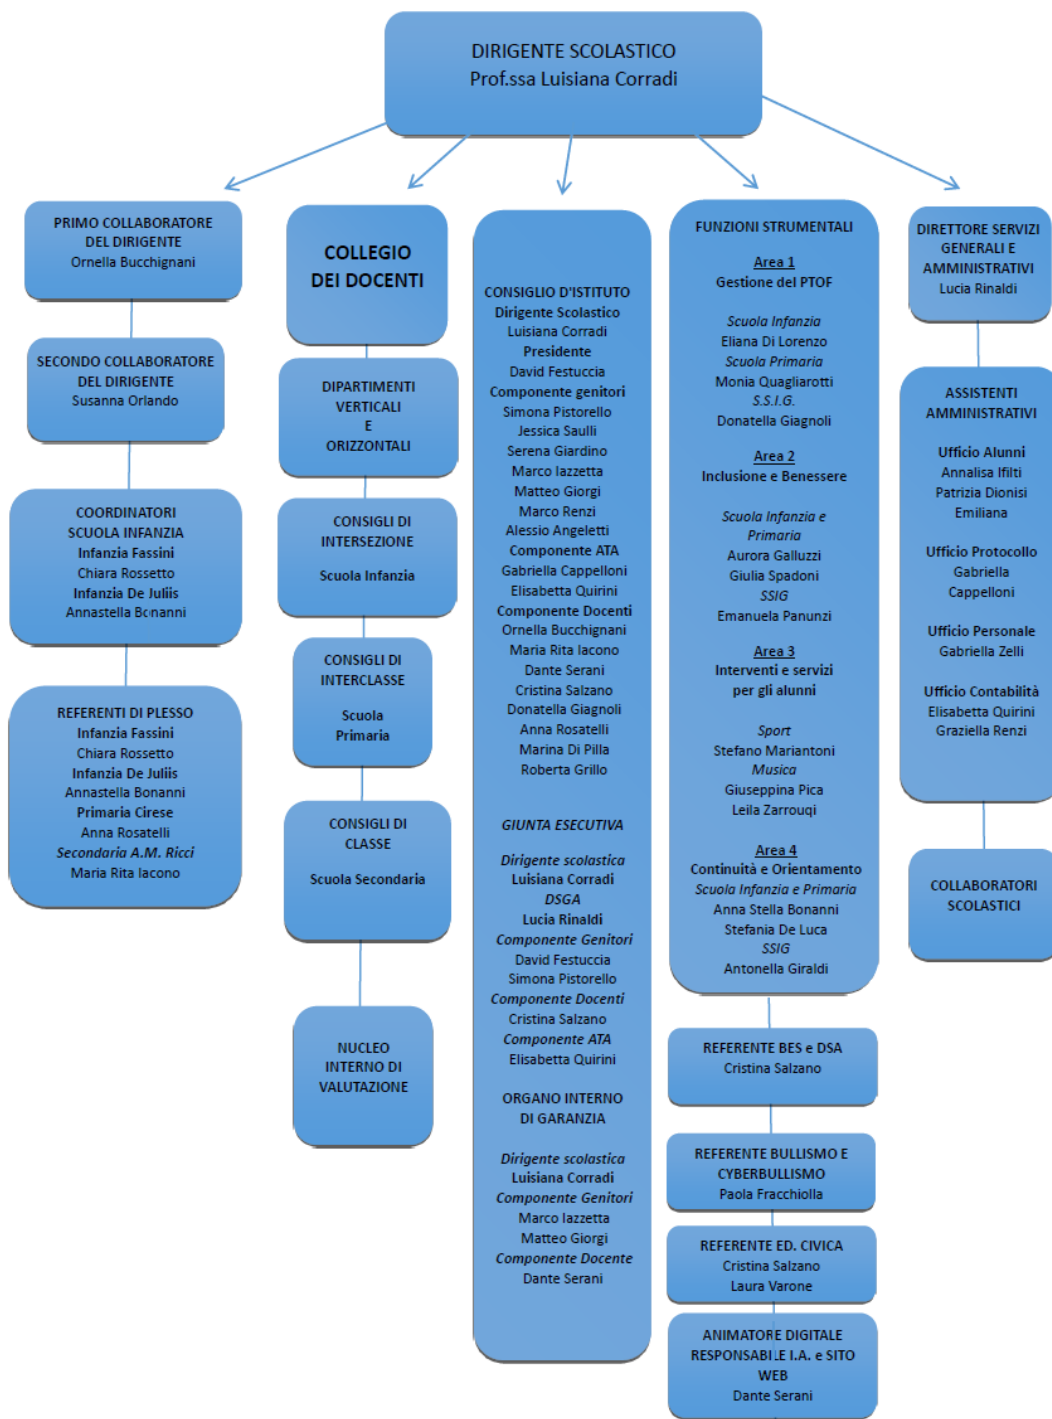 DIRIGENTE SCOLASTICO
Prof.ssa Luisiana Corradi
PRIMO COLLABORATORE
DEL DIRIGENTE
Ornella Bucchignani
SECONDO COLLABORATORE
DEL DIRIGENTE
Susanna Orlando
COORDINATORI
SCUOLA INFANZIA
Infanzia Fassini
Chiara Rossetto
Infanzia De Juliis
Annastella Bonanni
REFERENTI DI PLESSO
Infanzia Fassini
Chiara Rossetto
Infanzia De Juliis
Annastella Bonanni
Primaria Cirese
Anna Rosatelli
Secondaria A.M. Ricci
Maria Rita Iacono
COLLEGIO
DEI DOCENTI
DIPARTIMENTI
VERTICALI
E
ORIZZONTALI
CONSIGLI DI
INTERSEZIONE
Scuola Infanzia
CONSIGLI DI
INTERCLASSE
Scuola
Primaria
CONSIGLI DI
CLASSE
Scuola Secondaria
NUCLEO
INTERNO DI
VALUTAZIONE
CONSIGLIO D'ISTITUTO
Dirigente Scolastico
Luisiana Corradi
Presidente
David Festuccia
Componente genitori
Simona Pistorello
Jessica Saulli
Serena Giardino
Marco Iazzetta
Matteo Giorgi
Marco Renzi
Alessio Angeletti
Componente ATA
Gabriella Cappelloni
Elisabetta Quirini
Componente Docenti
Ornella Bucchignani
Maria Rita Iacono
Dante Serani
Cristina Salzano
Donatella Giagnoli
Anna Rosatelli
Marina Di Pilla
Roberta Grillo
GIUNTA ESECUTIVA
Dirigente scolastica
Luisiana Corradi
DSGA
Lucia Rinaldi
Componente Genitori
David Festuccia
Simona Pistorello
Componente Docenti
Cristina Salzano
Componente ATA
Elisabetta Quirini
ORGANO INTERNO
DI GARANZIA
Dirigente scolastica
Luisiana Corradi
Componente Genitori
Marco Iazzetta
Matteo Giorgi
Componente Docente
Dante Serani
FUNZIONI STRUMENTALI
Area 1
Gestione del PTOF
Scuola Infanzia
Eliana Di Lorenzo
Scuola Primaria
Monia Quagliarotti
S.S.I.G.
Donatella Giagnoli
Area 2
Inclusione e Benessere
Scuola Infanzia e
Primaria
Aurora Galluzzi
Giulia Spadoni
SSIG
Emanuela Panunzi
Area 3
Interventi e servizi
per gli alunni
Sport
Stefano Mariantoni
Musica
Giuseppina Pica
Leila Zarrouqi
Area 4
Continuità e Orientamento
Scuola Infanzia e Primaria
Anna Stella Bonanni
Stefania De Luca
SSIG
Antonella Giraldi
REFERENTE BES e DSA
Cristina Salzano
REFERENTE BULLISMO E
CYBERBULLISMO
Paola Fracchiolla
REFERENTE ED. CIVICA
Cristina Salzano
Laura Varone
ANIMATORE DIGITALE
RESPONSABILE I.A. e SITO
WEB
Dante Serani
DIRETTORE SERVIZI
GENERALI E
AMMINISTRATIVI
Lucia Rinaldi
ASSISTENTI
AMMINISTRATIVI
Ufficio Alunni
Annalisa Ifilti
Patrizia Dionisi
Emiliana
Ufficio Protocollo
Gabriella
Cappelloni
Ufficio Personale
Gabriella Zelli
Ufficio Contabilità
Elisabetta Quirini
Graziella Renzi
COLLABORATORI
SCOLASTICI